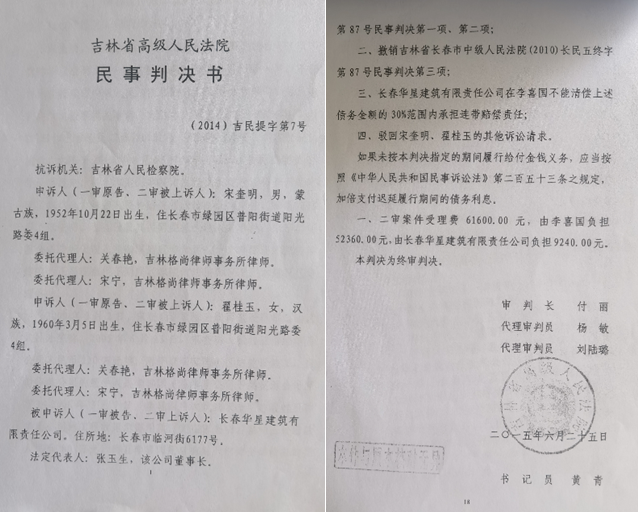 吉林省高级人民法院
民事判决书
（2014）吉民提字第7号
抗诉机关：吉林省人民检察院。
申诉人（一审原告、二审被上诉人）：宋奎明，男，蒙
古族，1952年10月22日出生，住长春市绿园区普阳街道阳光
路委4组。
委托代理人：关春艳，吉林格尚律师事务所律师。
委托代理人：宋宁，吉林格尚律师事务所律师。
申诉人（一审原告、二审被上诉人）：翟桂玉，女，汉
族，1960年3月5日出生，住长春市绿园区普阳街道阳光路委
4组。
委托代理人：关春艳，吉林格尚律师事务所律师。
委托代理人：宋宁，吉林格尚律师事务所律师。
被申诉人（一审被告、二审上诉人）：长春华星建筑有
限责任公司。住所地：长春市临河街6177号。
法定代表人：张玉生，该公司董事长。
1
第87号民事判决第一项、第二项；
二、撤销吉林省长春市中级人民法院(2010)长民五终字
第87号民事判决第三项；
三、长春华星建筑有限责任公司在李喜国不能清偿上述
债务金额的30%范围内承担连带赔偿责任；
四、驳回宋奎明、翟桂玉的其他诉讼请求。
如果未按本判决指定的期间履行给付金钱义务，应当按
照《中华人民共和国民事诉讼法》第二百五十三条之规定，
加倍支付迟延履行期间的债务利息。
一、二审案件受理费 61600.00 元，由李喜国负担
52360.00元,由长春华星建筑有限责任公司负担9240.00元。
本判决为终审判决。
审判长 付丽
代理审判员 杨敏
代理审判员 刘陆璐
吉林省高级人民法院
二〇一五年六月二十五日
本件与原本核对无异
书记员 黄青
18